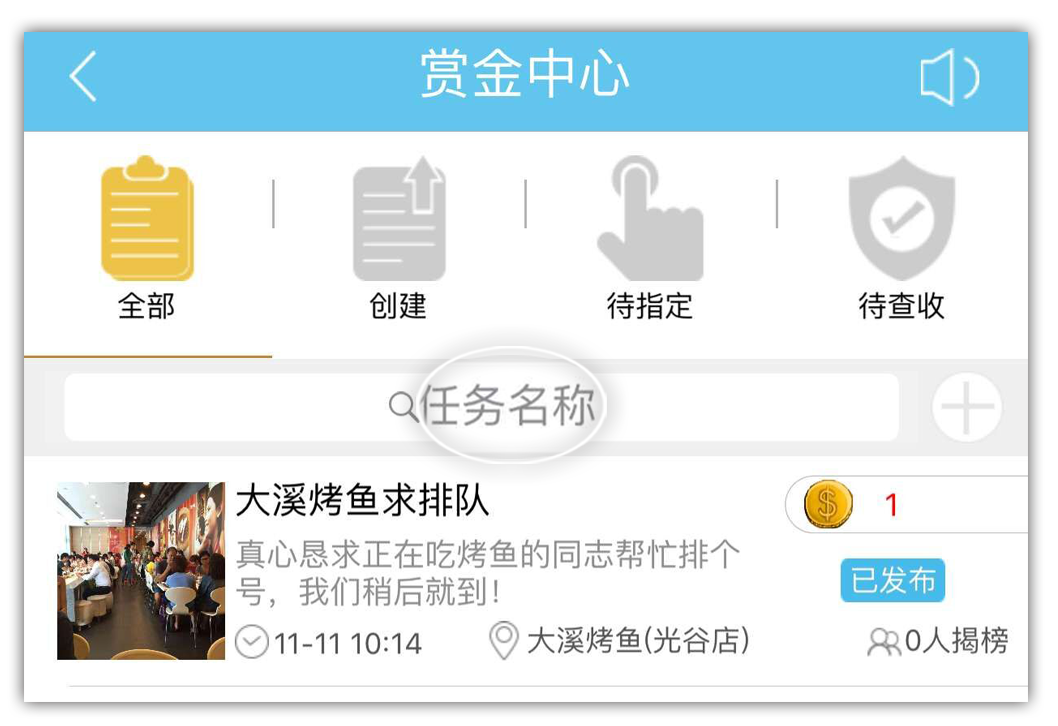 赏金中心
全部
创建
待指定
待查收
任务名称
大溪烤鱼求排队
1
真心恳求正在吃烤鱼的同志帮忙排个
号，我们稍后就到！
已发布
11-11 10:14
大溪烤鱼(光谷店)
0人揭榜